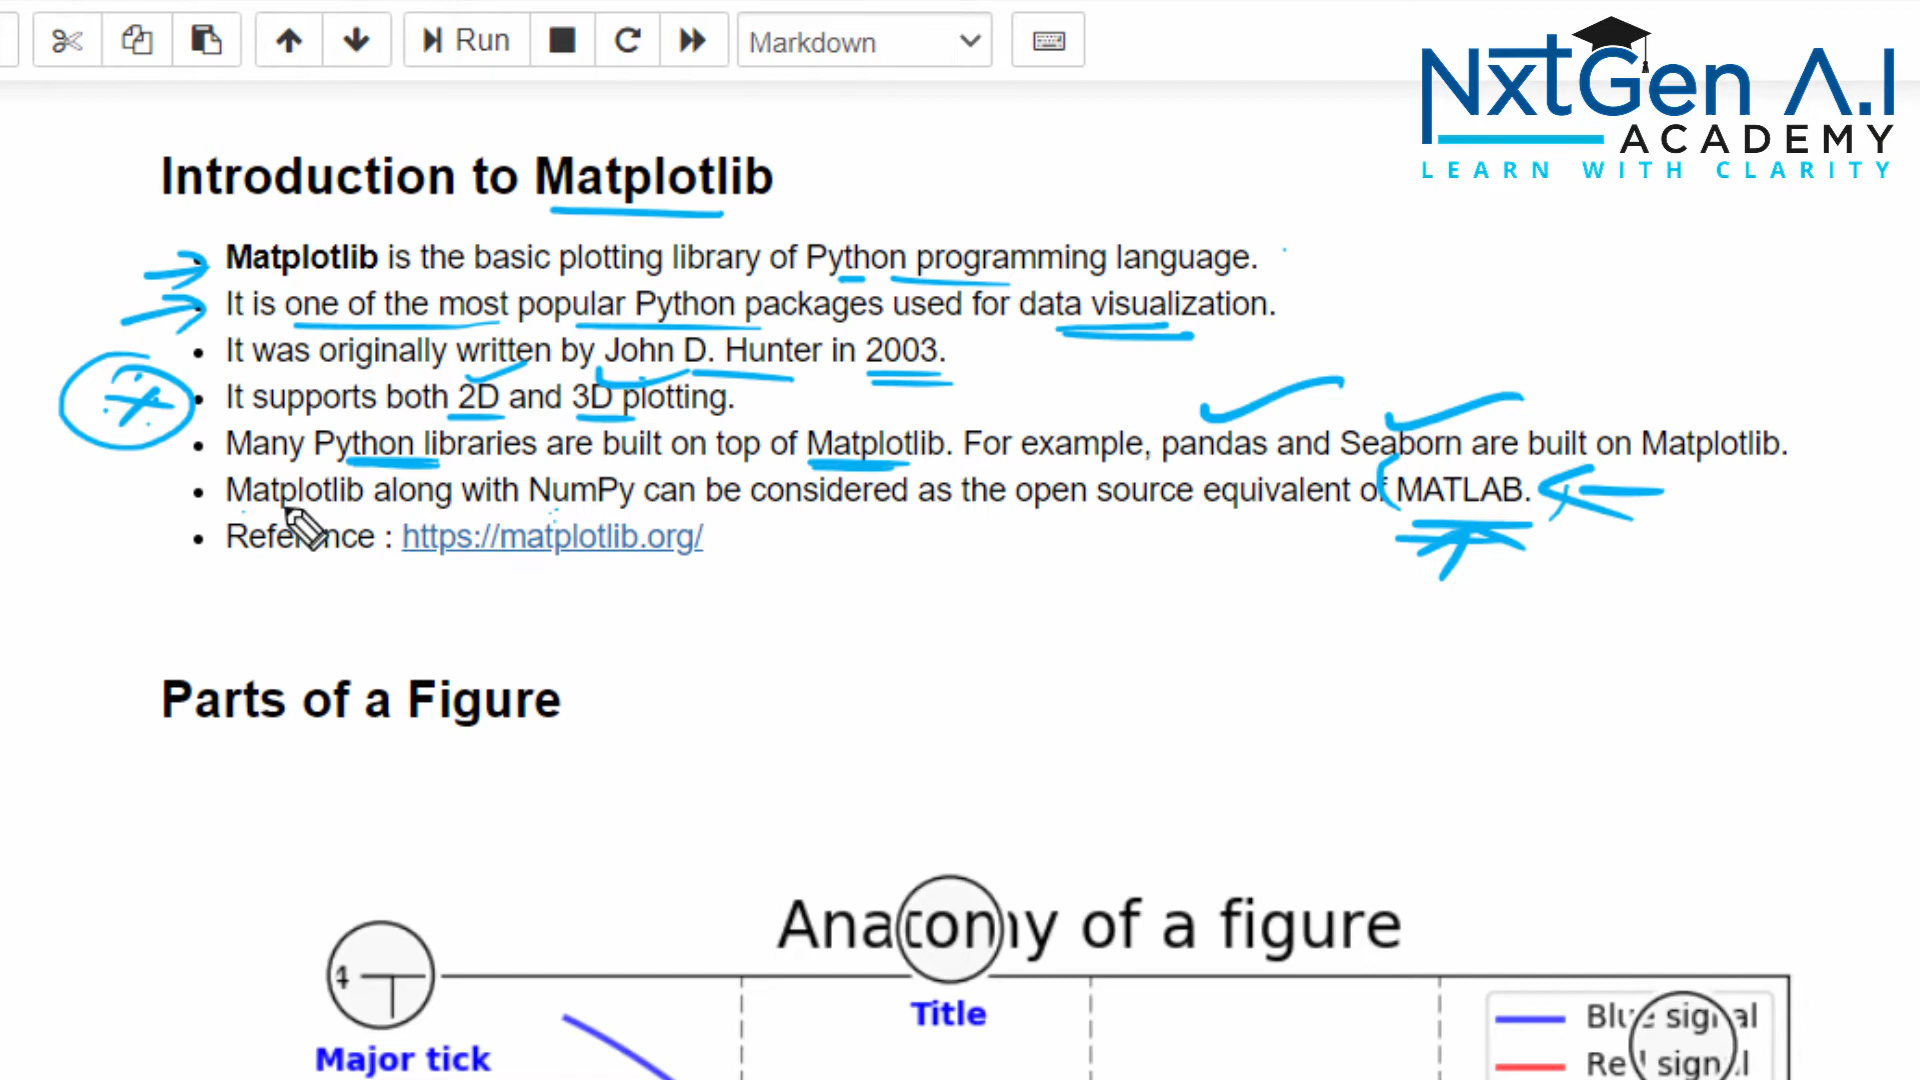 Run
Markdown
NxtGen A.I
ACADEMY
LEARN WITH CLARITY
Introduction to Matplotlib
Matplotlib is the basic plotting library of Python programming language.
It is one of the most popular Python packages used for data visualization.
It was originally written by John D. Hunter in 2003.
It supports both 2D and 3D plotting.
Many Python libraries are built on top of Matplotlib. For example, pandas and Seaborn are built on Matplotlib.
Matplotlib along with NumPy can be considered as the open source equivalent of MATLAB.
Reference : https://matplotlib.org/
Parts of a Figure
Anatomy of a figure
Title
Major tick
Blue signal
Red signal